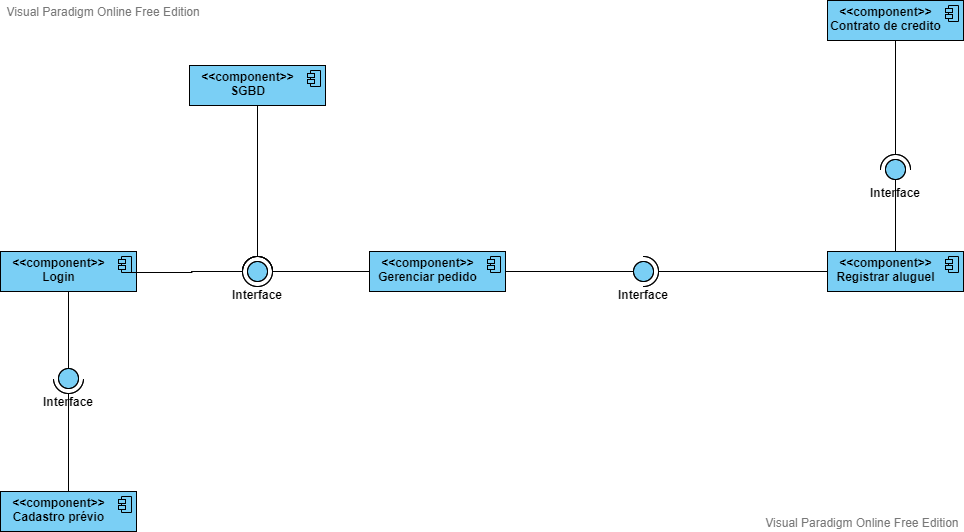 Visual Paradigm Online Free Edition
<<component>>
Contrato de credito
<<component>>
SGBD
Interface
<<component>>
Login
Interface
<<component>>
Gerenciar pedido
Interface
<<component>>
Registrar aluguel
Interface
<<component>>
Cadastro prévio
Visual Paradigm Online Free Edition